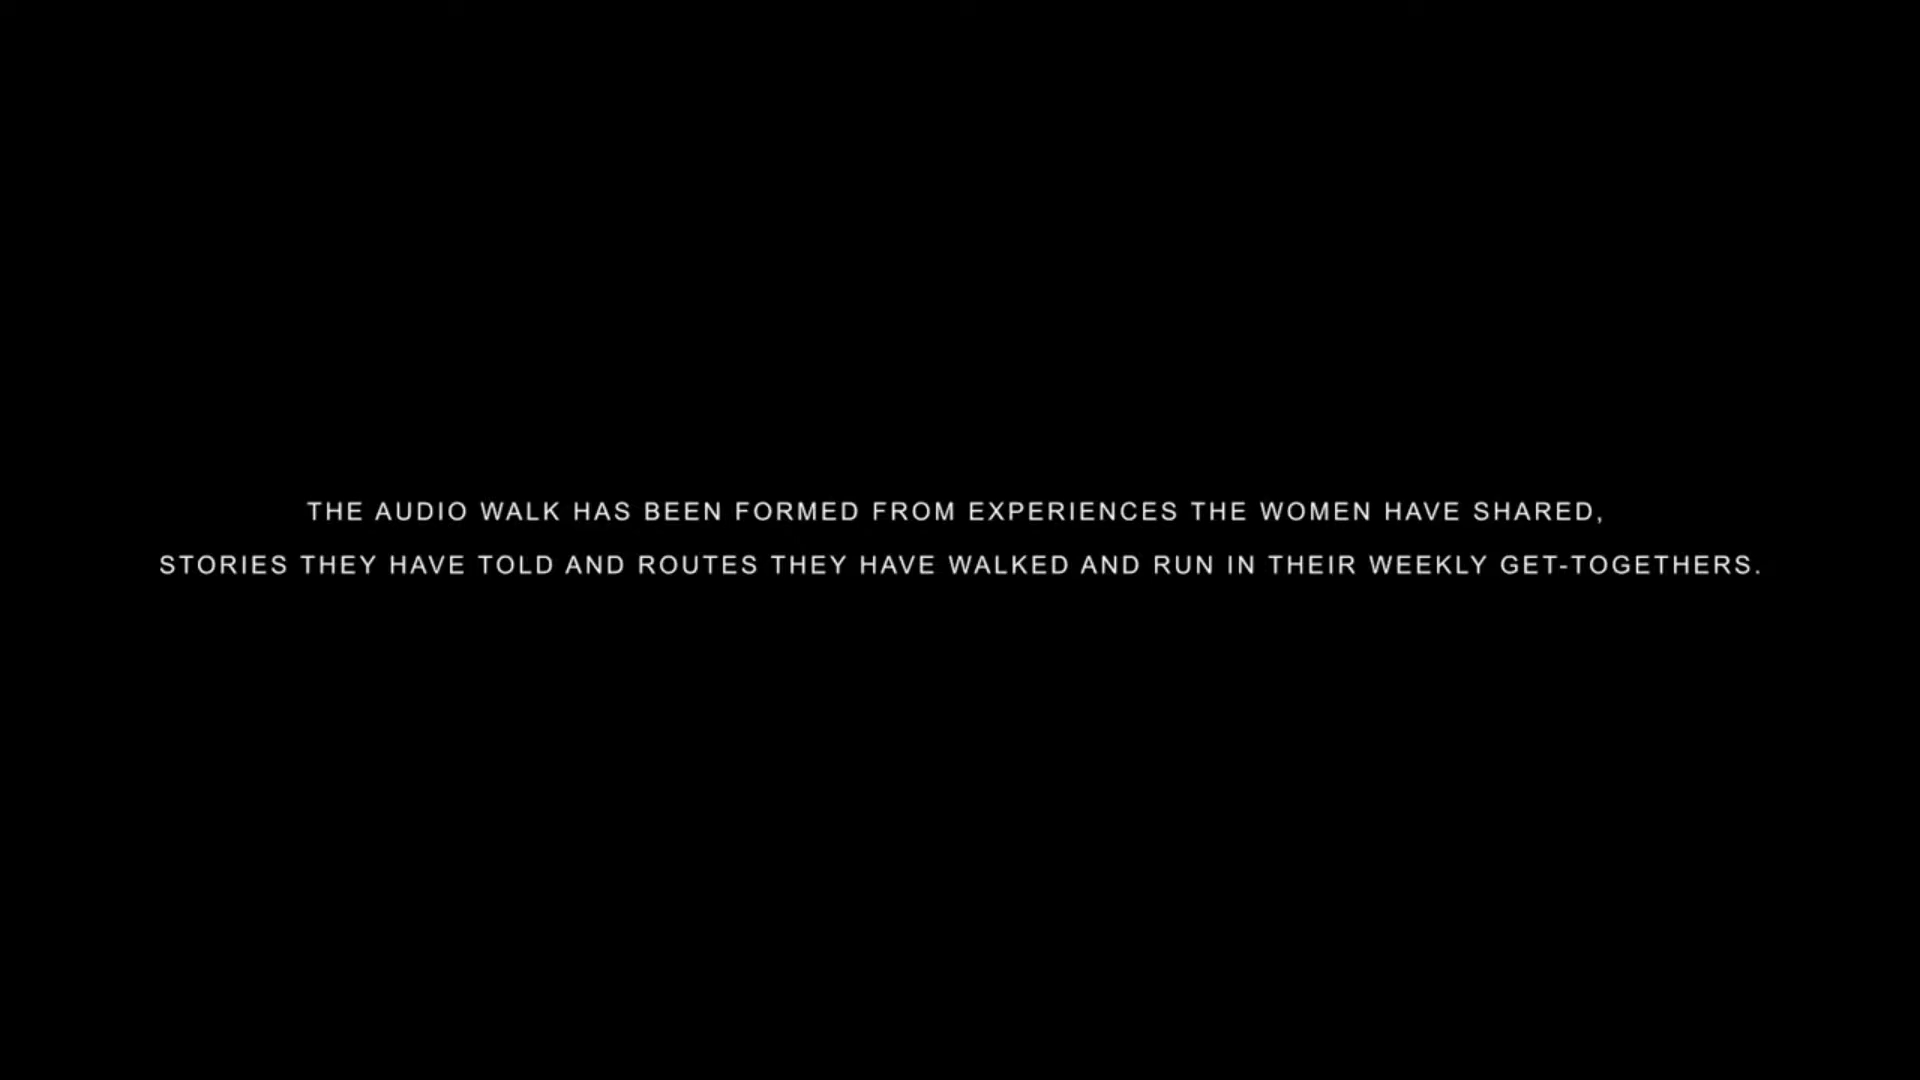 THE AUDIO WALK HAS BEEN FORMED FROM EXPERIENCES THE WOMEN HAVE SHARED,
STORIES THEY HAVE TOLD AND ROUTES THEY HAVE WALKED AND RUN IN THEIR WEEKLY GET-TOGETHERS.